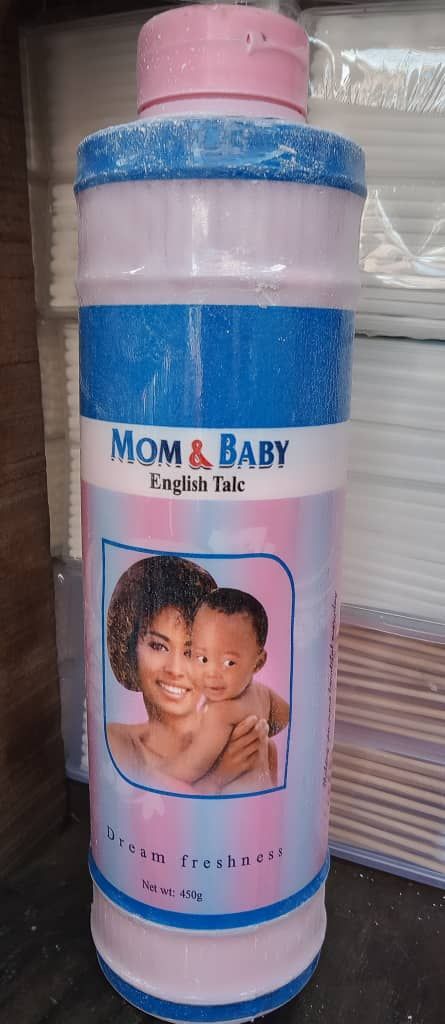 MOM & BABY
English Talc
Dream freshness
Net wt: 450g